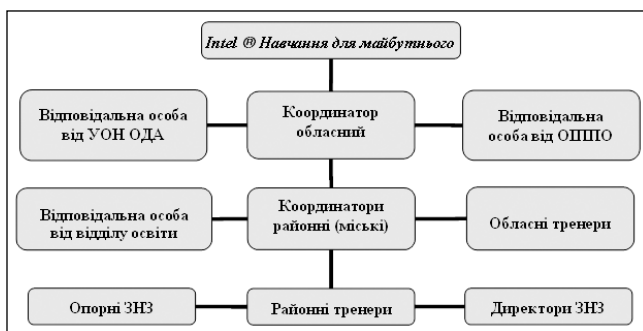 Intel ® Навчання для майбутнього
Відповідальна особа
від УОН ОДА
Координатор
обласний
Відповідальна
особа від ОІППО
Відповідальна особа
від відділу освіти
Координатори
районні (міські)
Обласні тренери
Опорні ЗНЗ
Районні тренери
Директори ЗНЗ